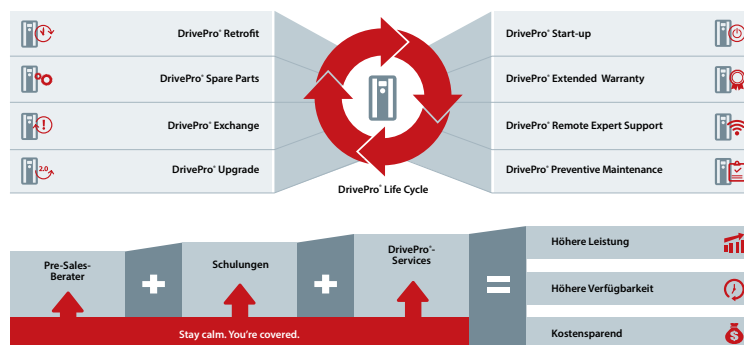 DrivePro® Retrofit
DrivePro® Spare Parts
DrivePro® Exchange
2.0
DrivePro® Upgrade
DrivePro® Life Cycle
DrivePro® Start-up
DrivePro® Extended Warranty
DrivePro® Remote Expert Support
DrivePro® Preventive Maintenance
Pre-Sales-
Berater
+
Schulungen
+
DrivePro®-
Services
=
Höhere Leistung
Höhere Verfügbarkeit
Kostensparend
Stay calm. You're covered.